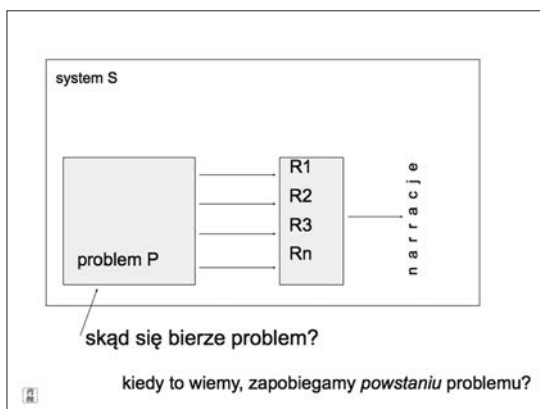 system S
R1
R2
R3
Rn
problem P
narracje
skąd się bierze problem?
kiedy to wiemy, zapobiegamy powstaniu problemu?